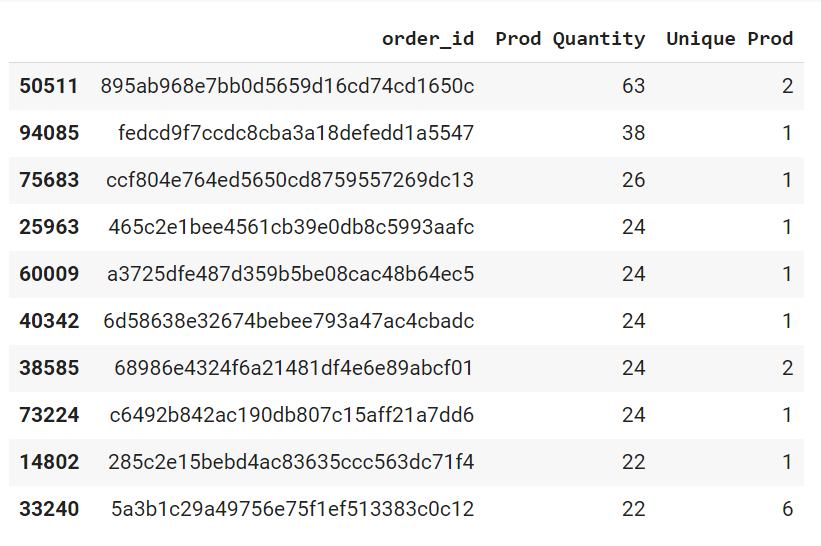 order_id Prod Quantity Unique Prod
50511 895ab968e7bb0d5659d16cd74cd1650c 63 2
94085 fedcd9f7ccdc8cba3a18defedd1a5547 38 1
75683 ccf804e764ed5650cd8759557269dc13 26 1
25963 465c2e1bee4561cb39e0db8c5993aafc 24 1
60009 a3725dfe487d359b5be08cac48b64ec5 24 1
40342 6d58638e32674bebee793a47ac4cbadc 24 1
38585 68986e4324f6a21481df4e6e89abcf01 24 2
73224 c6492b842ac190db807c15aff21a7dd6 24 1
14802 285c2e15bebd4ac83635ccc563dc71f4 22 1
33240 5a3b1c29a49756e75f1ef513383c0c12 22 6